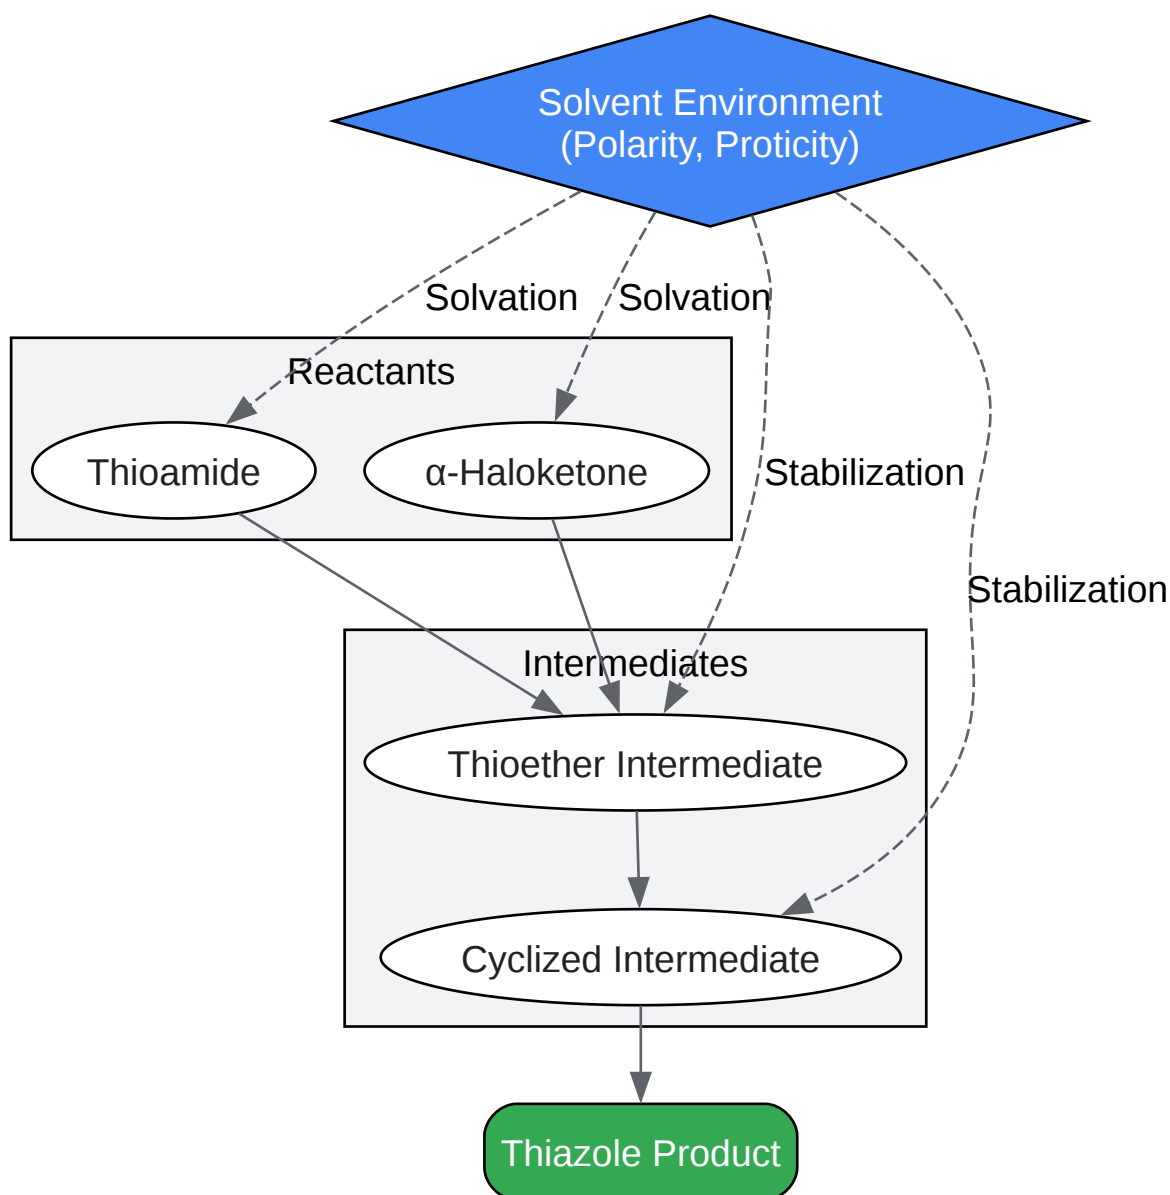 Solvent Environment
(Polarity, Proticity)
Solvation
Solvation
Reactants
Thioamide
α-Haloketone
Stabilization
Stabilization
Intermediates
Thioether Intermediate
Cyclized Intermediate
Thiazole Product